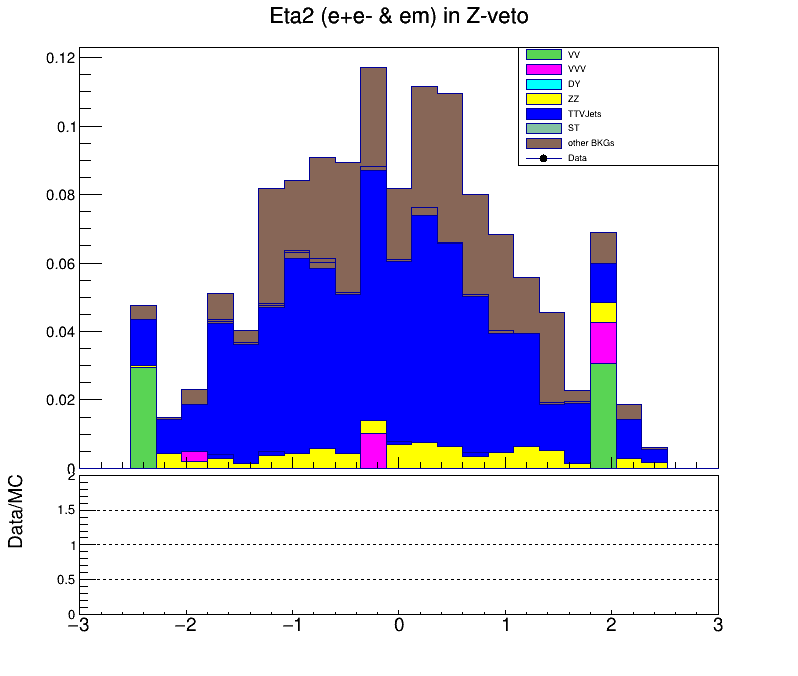 Eta2 (e+e- & em) in Z-veto
0.12
0.1
0.08
0.06
0.04
0.02
0
VV
VVV
DY
ZZ
TTVJets
ST
other BKGs
Data
Data/MC
2
1.5
1
0.5
0
−3 −2 −1 0 1 2 3